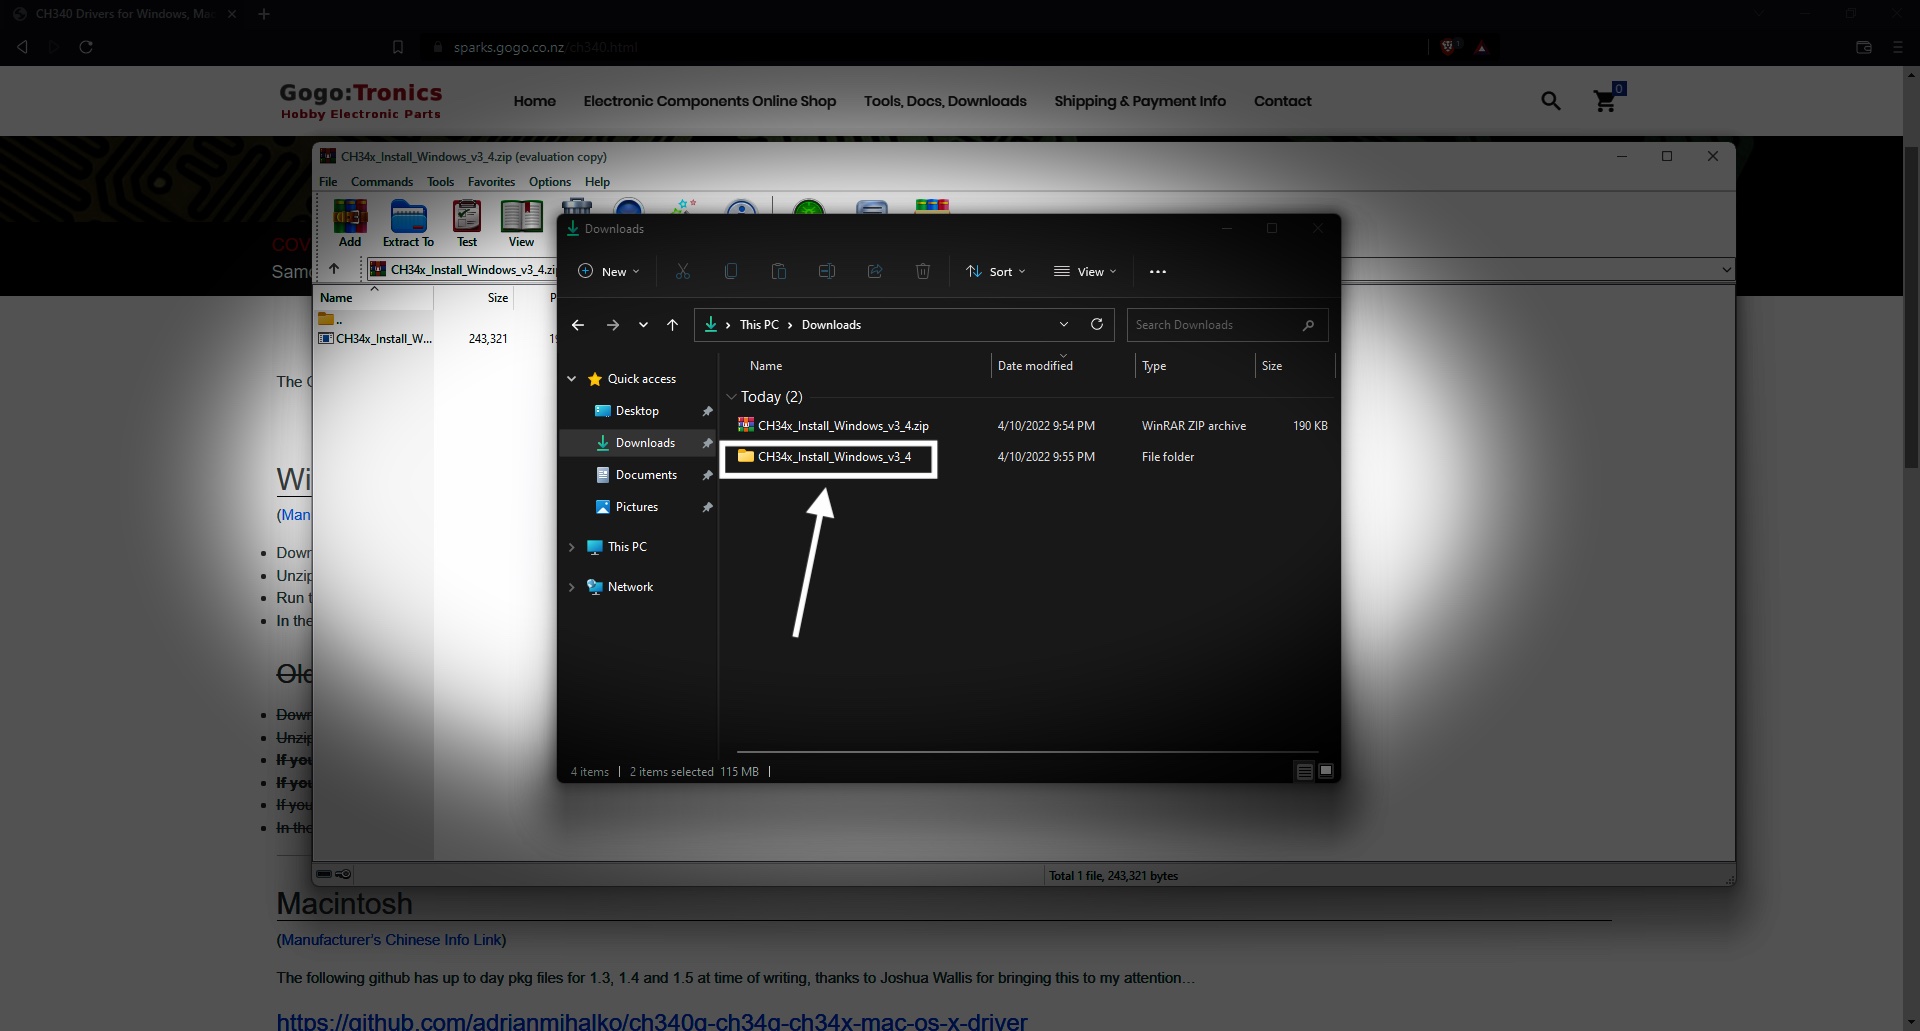 CH340 Drivers for Windows, Mac
sparks.gogo.co.nz/ch340.html
1
Gogo:Tronics
Hobby Electronic Parts
Home
Electronic Components Online Shop
Tools, Docs, Downloads
Shipping & Payment Info
Contact
0
COV
Sam
CH34x_Install_Windows_v3_4.zip (evaluation copy)
File Commands Tools Favorites Options Help
Add
Extract To
Test
View
CH34x_Install_Windows_v3_4.zi
Name
Size
P
..
CH34x_Install_W...
243,321
19
Downloads
New
Sort
View
This PC > Downloads
Search Downloads
Quick access
Desktop
Downloads
Documents
Pictures
This PC
Network
Name
Date modified
Type
Size
Today (2)
CH34x_Install_Windows_v3_4.zip 4/10/2022 9:54 PM WinRAR ZIP archive 190 KB
CH34x_Install_Windows_v3_4 4/10/2022 9:55 PM File folder
4 items
2 items selected 115 MB
The
Wi
(Man
Down
Unzip
Run t
In the
Old
Down
Unzip
If you
If you
If you
In the
Total 1 file, 243,321 bytes
Macintosh
(Manufacturer's Chinese Info Link)
The following github has up to day pkg files for 1.3, 1.4 and 1.5 at time of writing, thanks to Joshua Wallis for bringing this to my attention...
https://github.com/adrianmihalko/ch340g-ch34g-ch34x-mac-os-x-driver